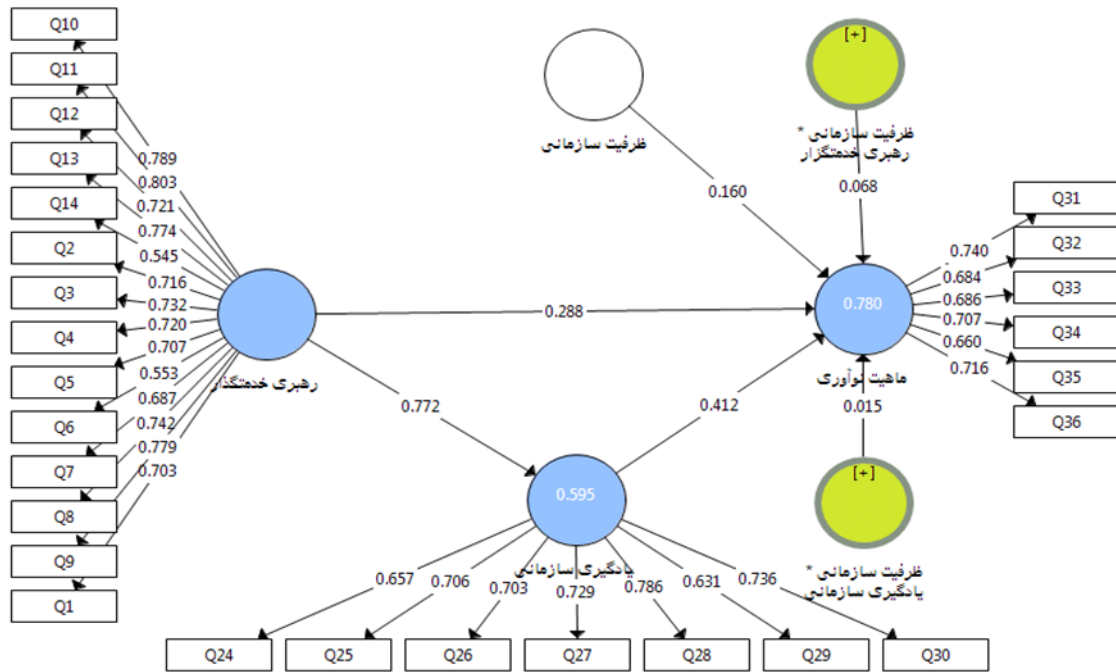 Q10
Q11
Q12
Q13
Q14
Q2
Q3
Q4
Q5
Q6
Q7
Q8
Q9
Q1
0.789
0.803
0.721
0.774
0.545
0.716
0.732
0.720
0.707
0.553
0.687
0.742
0.779
0.703
رهبری خدمتگذار
ظرفیت سازمانی
0.160
[+]
ظرفیت سازمانی *
رهبری خدمتگزار
0.068
0.288
0.772
0.412
0.780
ماهیت نوآوری
0.015
[+]
ظرفیت سازمانی *
یادگیری سازمانی
0.740
0.684
0.686
0.707
0.660
0.716
Q31
Q32
Q33
Q34
Q35
Q36
0.595
یادگیری سازمانی
0.657
0.706
0.703
0.729
0.786
0.631
0.736
Q24
Q25
Q26
Q27
Q28
Q29
Q30